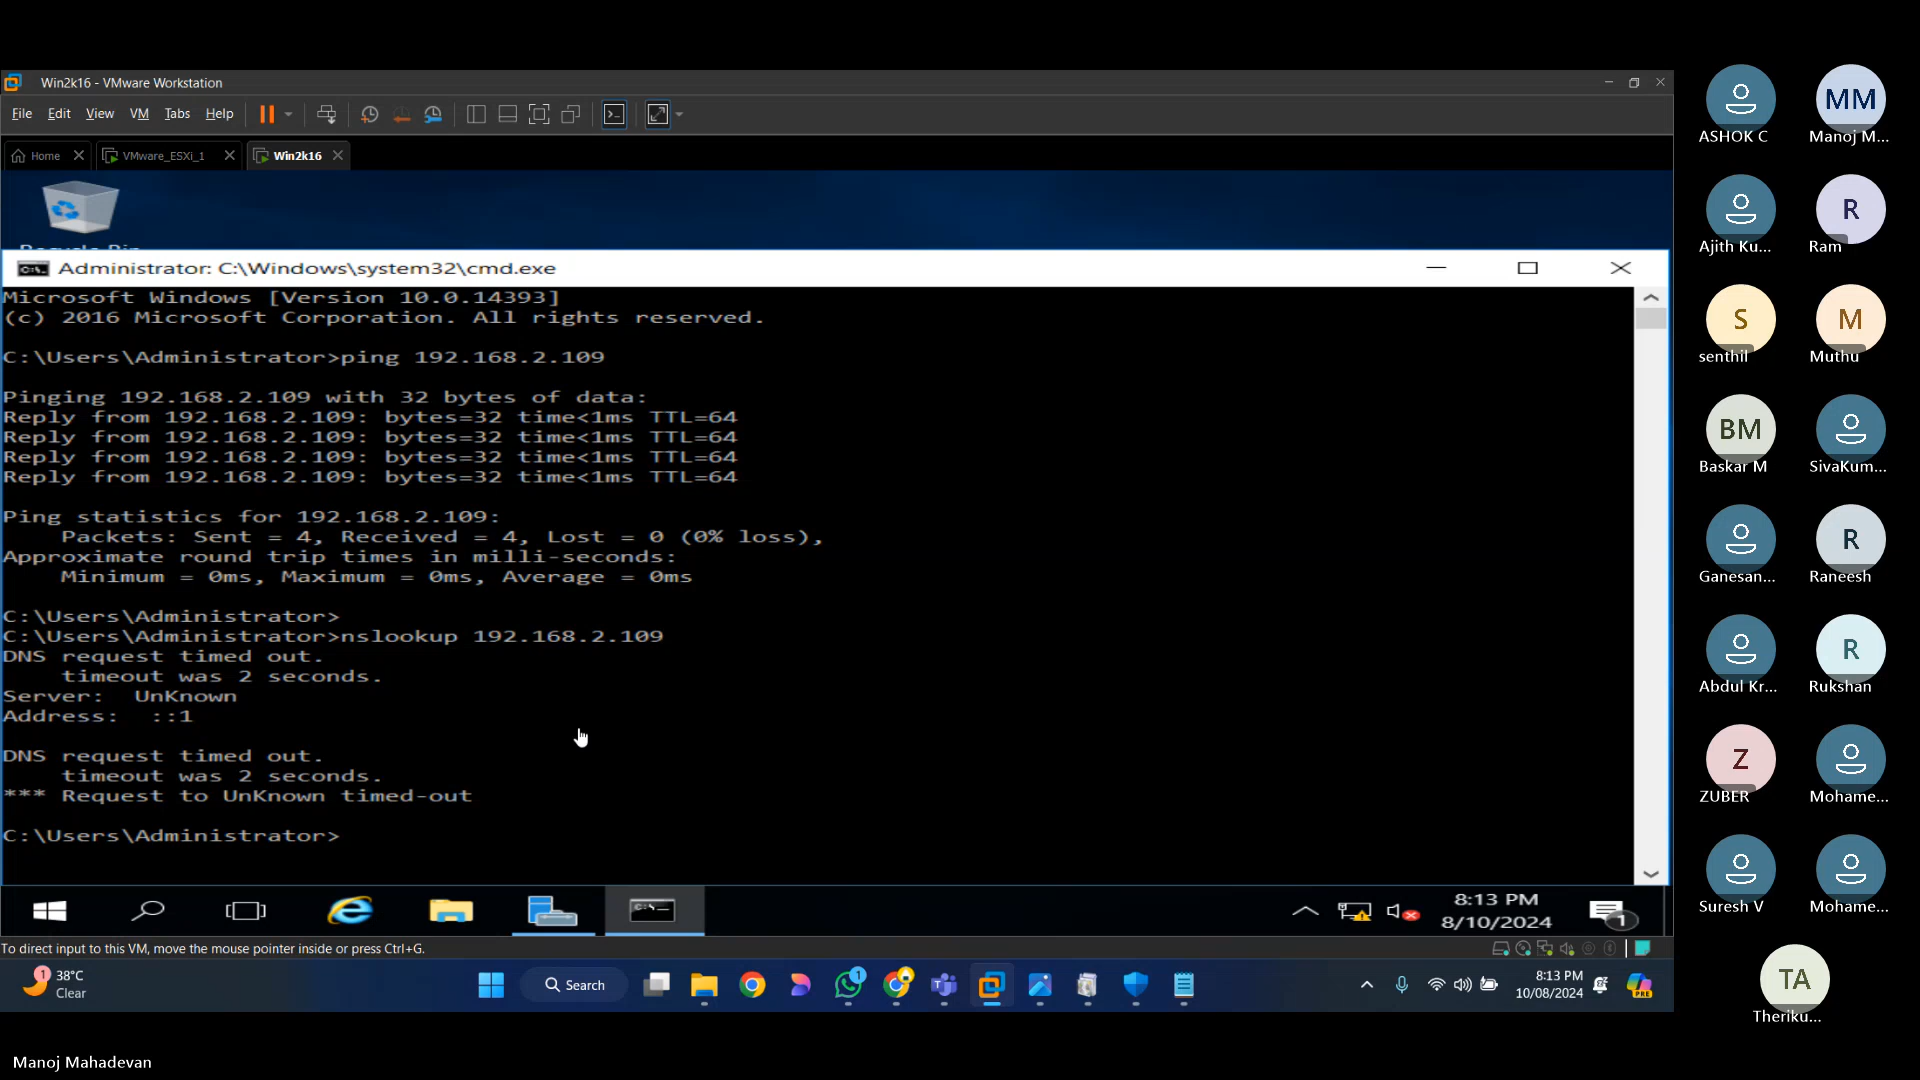 Win2k16 - VMware Workstation
File Edit View VM Tabs Help
Home VMware_ESXi_1 Win2k16
Recycle Bin
Administrator: C:\Windows\system32\cmd.exe
Microsoft Windows [Version 10.0.14393]
(c) 2016 Microsoft Corporation. All rights reserved.
C:\Users\Administrator>ping 192.168.2.109
Pinging 192.168.2.109 with 32 bytes of data:
Reply from 192.168.2.109: bytes=32 time<1ms TTL=64
Reply from 192.168.2.109: bytes=32 time<1ms TTL=64
Reply from 192.168.2.109: bytes=32 time<1ms TTL=64
Reply from 192.168.2.109: bytes=32 time<1ms TTL=64
Ping statistics for 192.168.2.109:
Packets: Sent = 4, Received = 4, Lost = 0 (0% loss),
Approximate round trip times in milli-seconds:
Minimum = 0ms, Maximum = 0ms, Average = 0ms
C:\Users\Administrator>
C:\Users\Administrator>nslookup 192.168.2.109
DNS request timed out.
timeout was 2 seconds.
Server: UnKnown
Address: ::1
DNS request timed out.
timeout was 2 seconds.
*** Request to UnKnown timed-out
C:\Users\Administrator>
8:13 PM
8/10/2024
1
To direct input to this VM, move the mouse pointer inside or press Ctrl+G.
1
38°C
Clear
Search
1
8:13 PM
10/08/2024
PRE
Manoj Mahadevan
ASHOK C
MM
Manoj M...
Ajith Ku...
R
Ram
S
senthil
M
Muthu
BM
Baskar M
SivaKum...
Ganesan...
R
Raneesh
Abdul Kr...
R
Rukshan
Z
ZUBER
Mohame...
Suresh V
Mohame...
TA
Theriku...